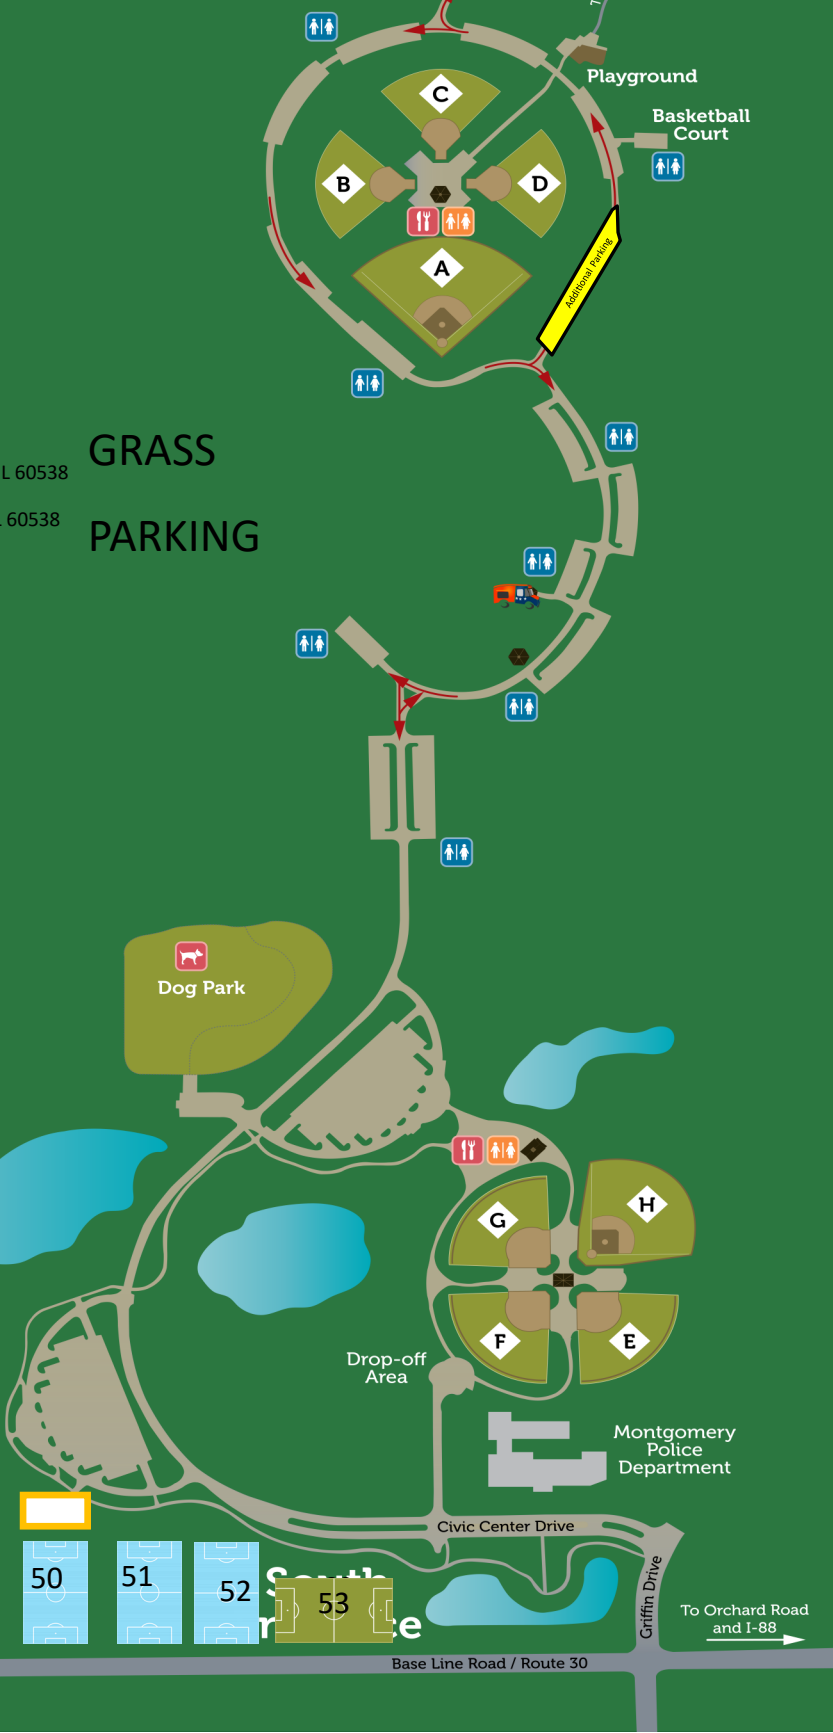 Playground
Basketball
Court
C
B
D
A
Additional Parking
GRASS
L 60538
60538
PARKING
Dog Park
G
H
F
E
Drop-off
Area
Montgomery
Police
Department
Civic Center Drive
Griffin Drive
50
51
52
53
To Orchard Road
and I-88
Base Line Road / Route 30